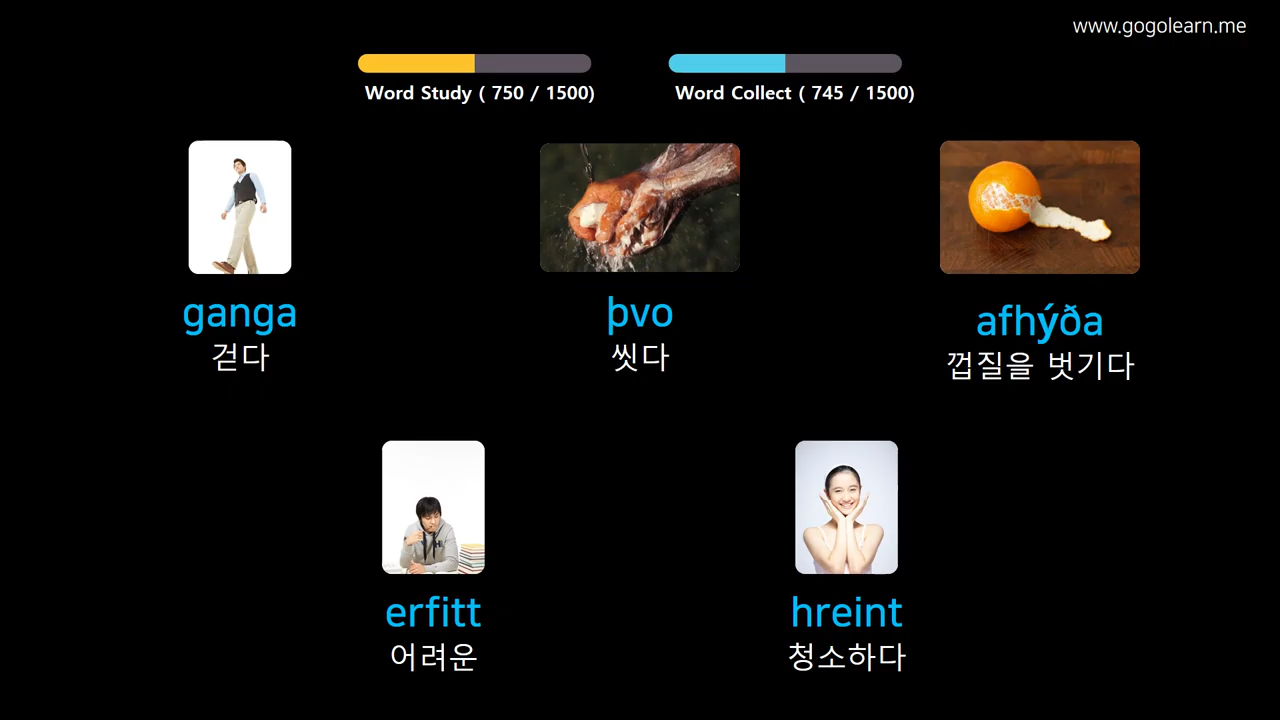 www.gogolearn.me
Word Study ( 750 / 1500)
Word Collect ( 745 / 1500)
ganga
걷다
þvo
씻다
afhýða
껍질을 벗기다
erfitt
어려운
hreint
청소하다